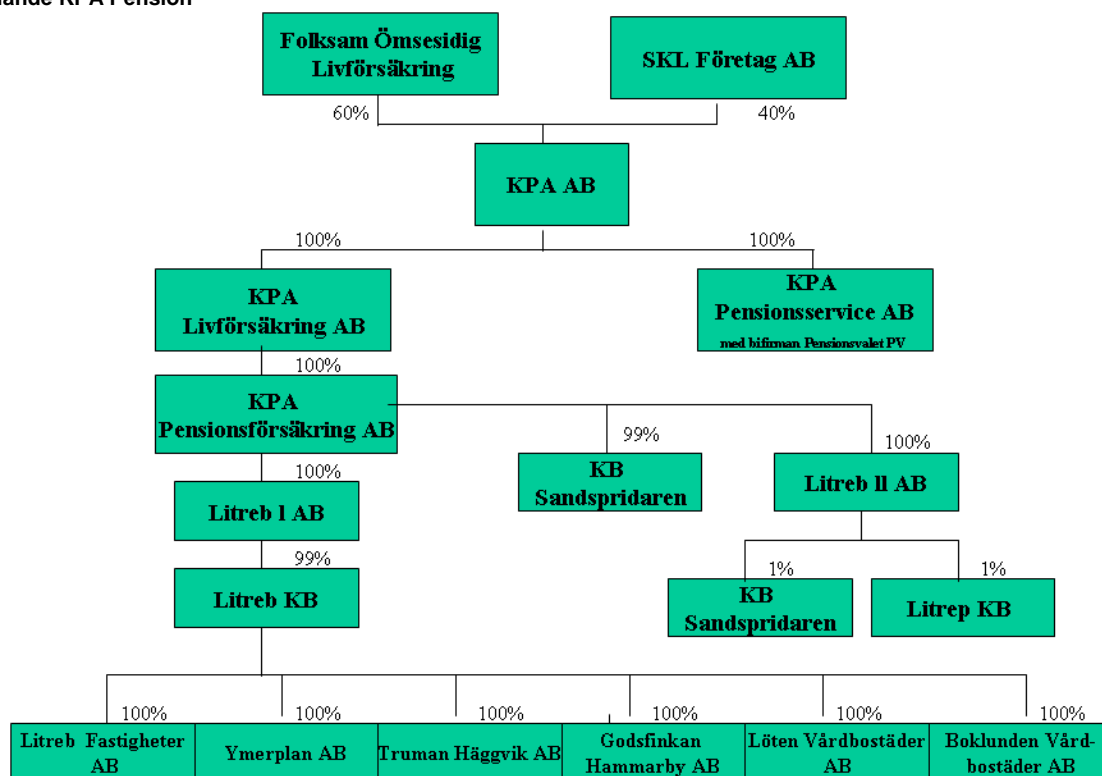 KPA Pension
Folksam Ömsesidig
Livförsäkring
SKL Företag AB
60%
40%
KPA AB
100%
100%
KPA
Livförsäkring AB
KPA
Pensionsservice AB
med bifirman Pensionsvalet PV
100%
KPA
Pensionsförsäkring AB
99%
100%
100%
KB
Sandspridaren
Litreb ll AB
Litreb l AB
99%
1%
1%
Litreb KB
KB
Sandspridaren
Litrep KB
100%
100%
100%
100%
100%
100%
Litreb Fastigheter
AB
Ymerplan AB
Truman Häggvik AB
Godsfinkan
Hammarby AB
Löten Vårdbostäder
AB
Boklunden Vård-
bostäder AB